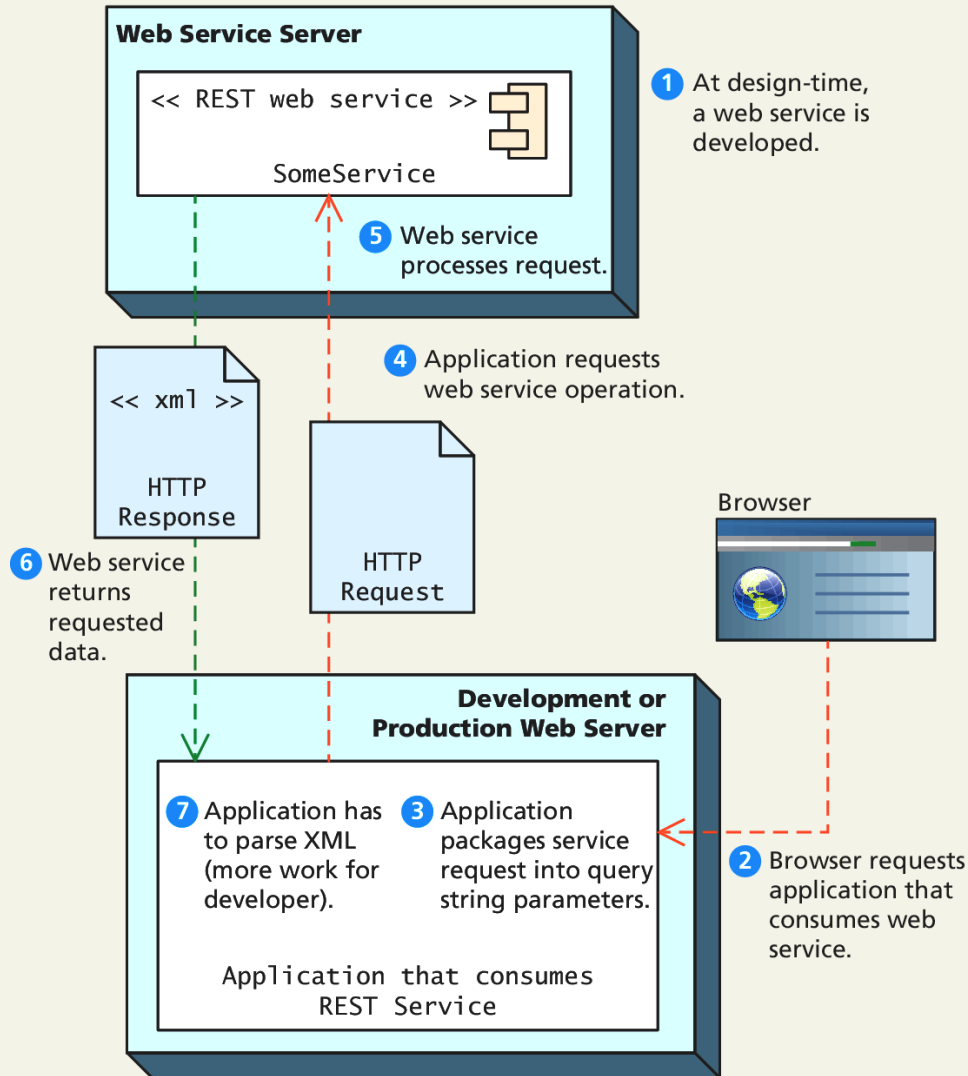 Web Service Server
<< REST web service >>
SomeService
1 At design-time,
a web service is
developed.
5 Web service
processes request.
4 Application requests
web service operation.
<< xml >>
HTTP
Response
HTTP
Request
Browser
6 Web service
returns
requested
data.
Development or
Production Web Server
7 Application has
to parse XML
(more work for
developer).
3 Application
packages service
request into query
string parameters.
2 Browser requests
application that
consumes web
service.
Application that consumes
REST Service